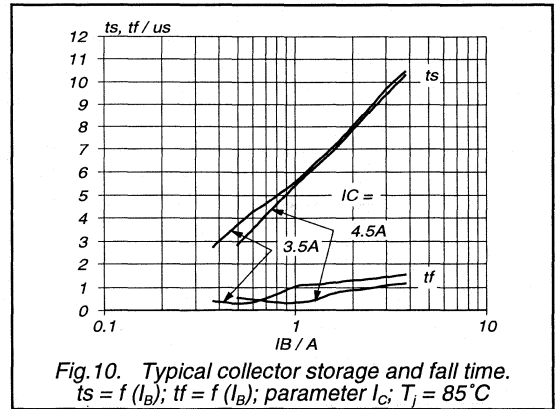 ts, tf / us
12
11
10
9
8
7
6
5
4
3
2
1
0
ts
IC =
4.5A
3.5A
tf
0.1
1
10
IB / A
Fig.10. Typical collector storage and fall time.
ts = f (IB); tf = f (IB); parameter IC; Tj = 85°C